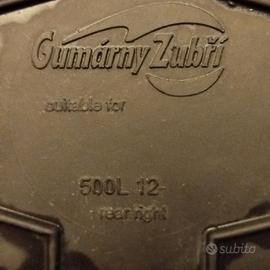 Gumárny Zubří
suitable for
500L 12-
rear right
subito